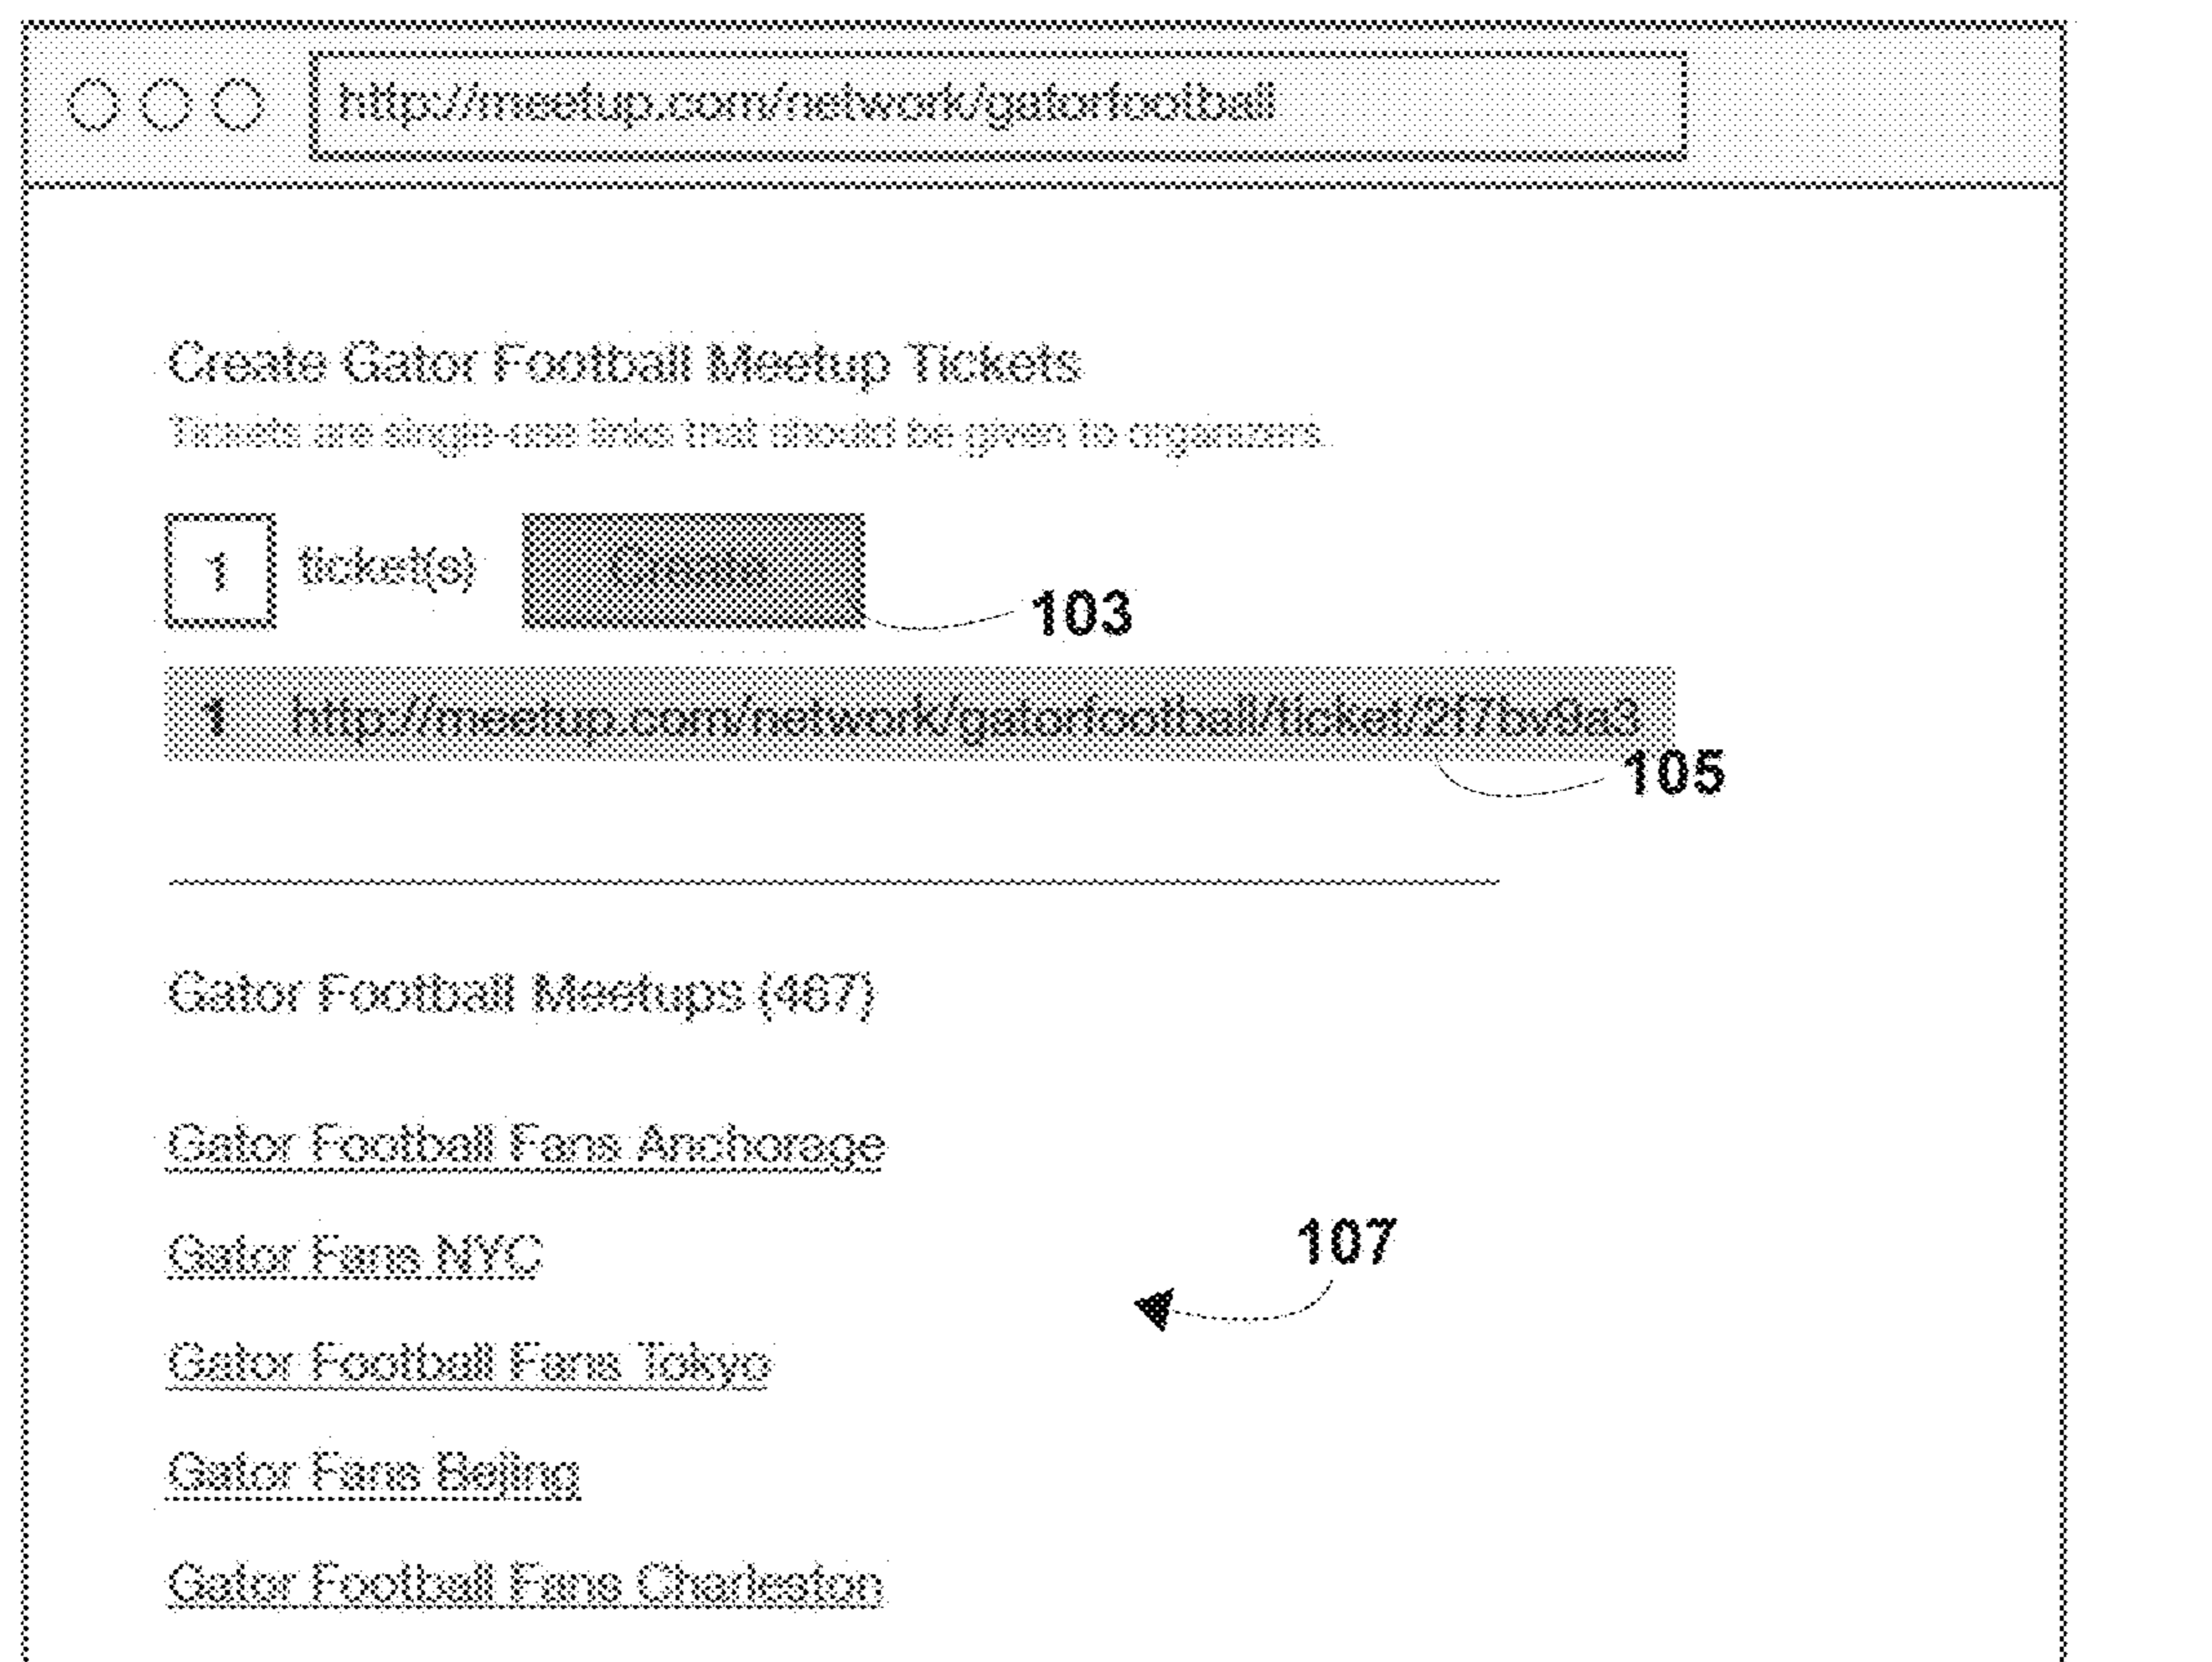 http://meetup.com/network/gatorfootball
Create Gator Football Meetup Tickets
Tickets are single-use links that should be given to organizers.
1 ticket(s) Create
103
1 http://meetup.com/network/gatorfootball/ticket/2f7bv9a3
105
Gator Football Meetups (467)
Gator Football Fans Anchorage
Gator Fans NYC
107
Gator Football Fans Tokyo
Gator Fans Bejing
Gator Football Fans Charleston